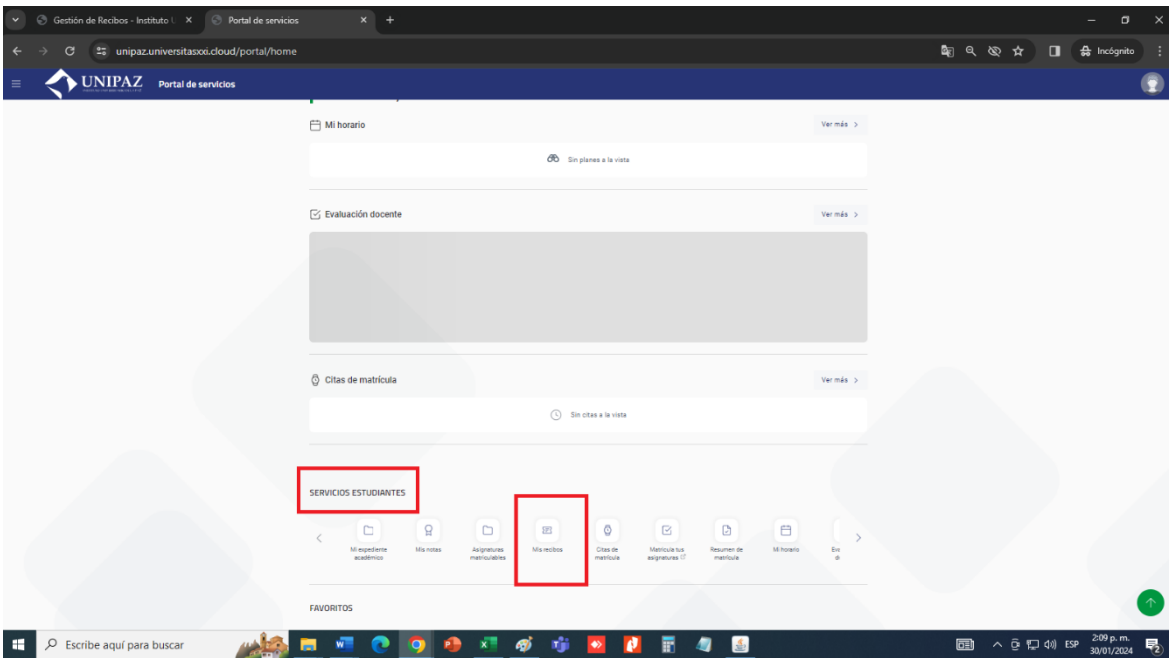 Gestión de Recibos - Instituto U
Portal de servicios
unipaz.universitasxxi.cloud/portal/home
Incógnito
UNIPAZ
Portal de servicios
Mi horario
Ver más >
Sin planes a la vista
Evaluación docente
Ver más >
Citas de matrícula
Ver más >
Sin citas a la vista
SERVICIOS ESTUDIANTES
Mi expediente académico
Mis notas
Asignaturas matriculables
Mis recibos
Citas de matrícula
Matricula tus asignaturas
Resumen de matrícula
Mi horario
FAVORITOS
Escribe aquí para buscar
ESP
2:09 p. m.
30/01/2024